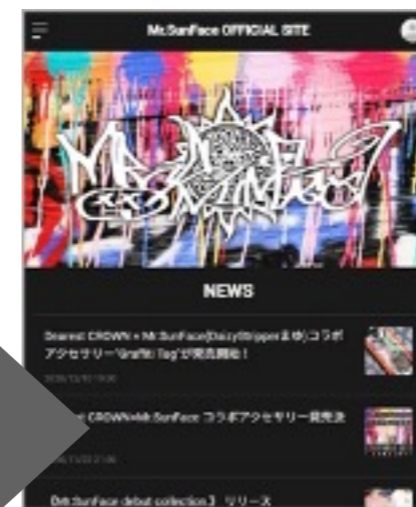 Mr.SunFace OFFICIAL SITE
Mr. SunFace
NEWS
Dearest CROWN × Mr.SunFace(DaizyStripperまゆ)コラボ
アクセサリー"Graffiti Tag"が発売開始！
CROWN×Mr.SunFace コラボアクセサリー発売決
【Mr.SunFace debut collection.】 リリース